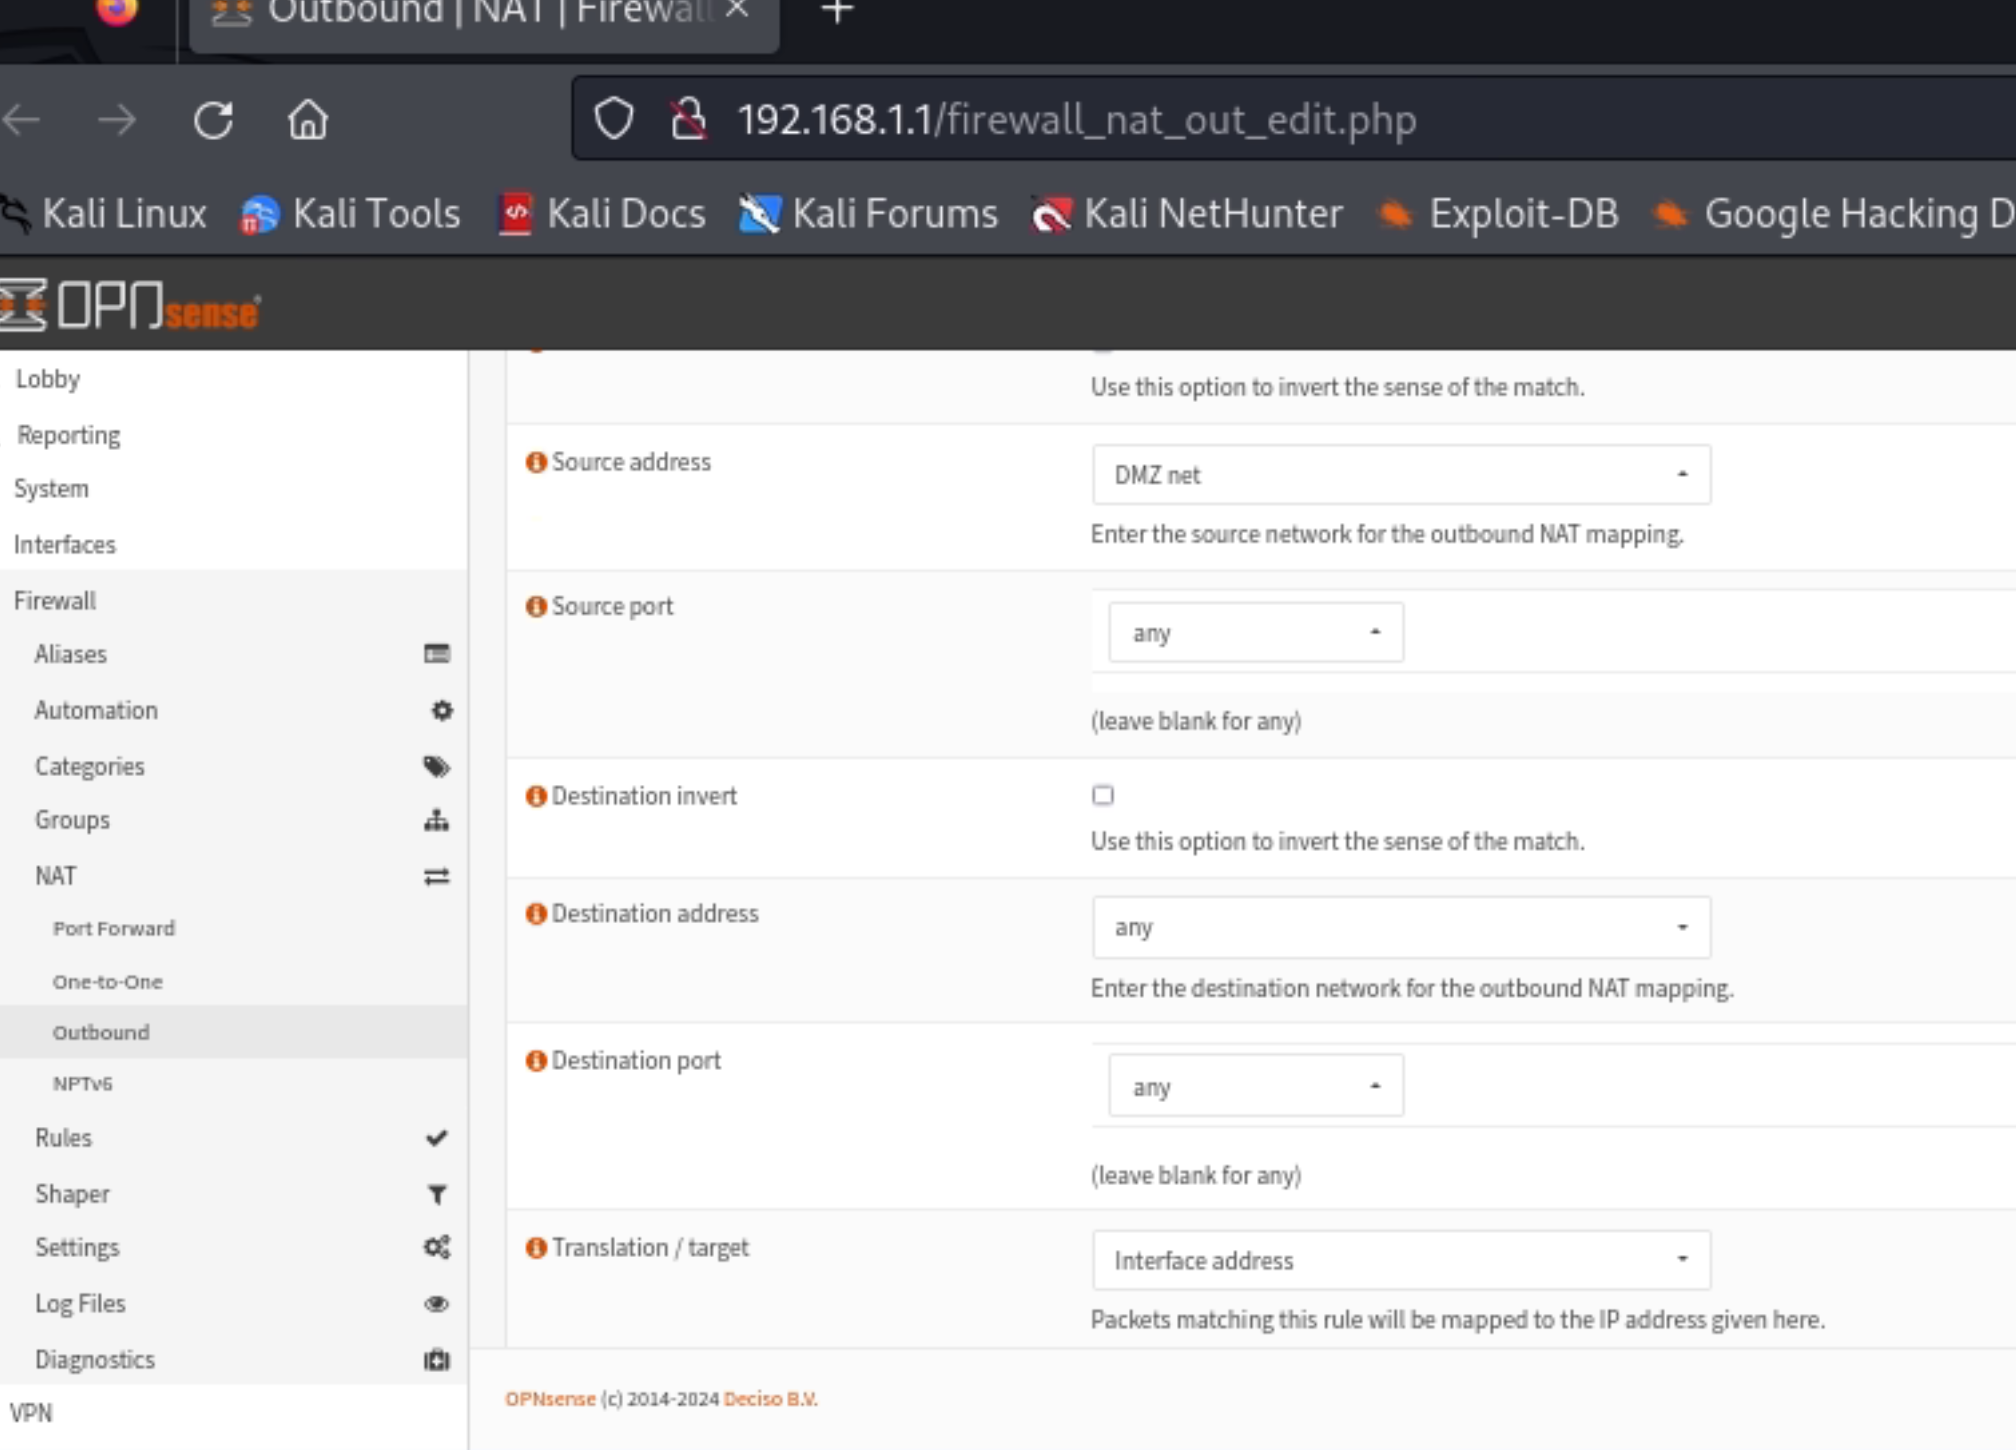 Outbound | NAT | Firewall
192.168.1.1/firewall_nat_out_edit.php
Kali Linux Kali Tools Kali Docs Kali Forums Kali NetHunter Exploit-DB Google Hacking D
OPNsense
Lobby
Reporting
System
Interfaces
Firewall
Aliases
Automation
Categories
Groups
NAT
Port Forward
One-to-One
Outbound
NPTv6
Rules
Shaper
Settings
Log Files
Diagnostics
VPN
Use this option to invert the sense of the match.
Source address
DMZ net
Enter the source network for the outbound NAT mapping.
Source port
any
(leave blank for any)
Destination invert
Use this option to invert the sense of the match.
Destination address
any
Enter the destination network for the outbound NAT mapping.
Destination port
any
(leave blank for any)
Translation / target
Interface address
Packets matching this rule will be mapped to the IP address given here.
OPNsense (c) 2014-2024 Deciso B.V.